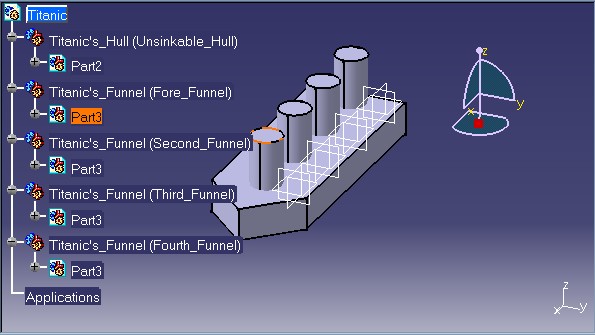 Titanic
Titanic's_Hull (Unsinkable_Hull)
Part2
Titanic's_Funnel (Fore_Funnel)
Part3
Titanic's_Funnel (Second_Funnel)
Part3
Titanic's_Funnel (Third_Funnel)
Part3
Titanic's_Funnel (Fourth_Funnel)
Part3
Applications
z
y
x
z
y
x